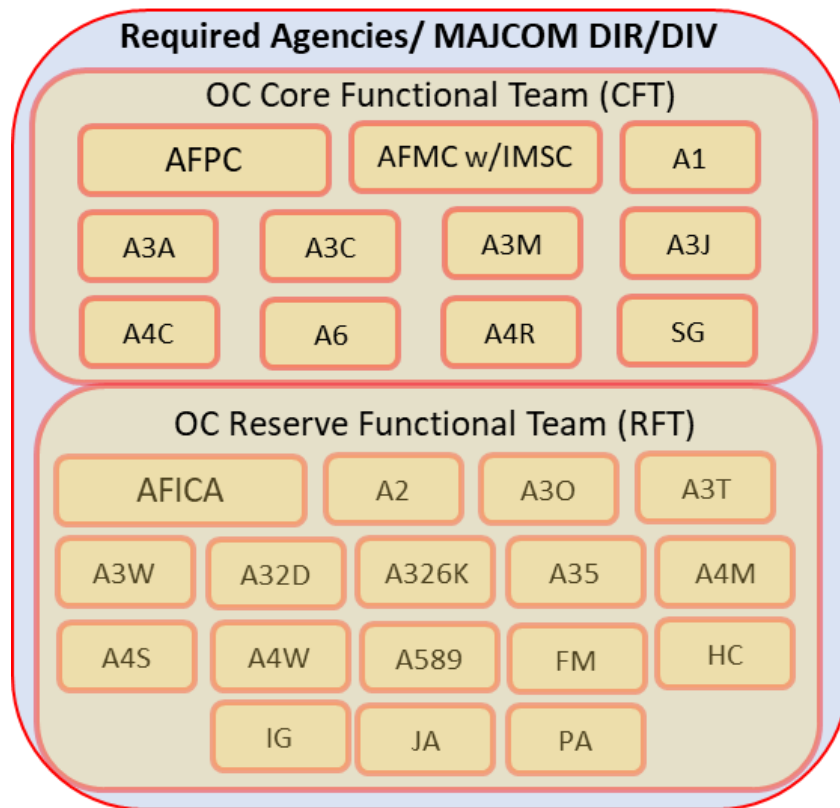 Required Agencies/ MAJCOM DIR/DIV
OC Core Functional Team (CFT)
AFPC
AFMC w/IMSC
A1
A3A
A3C
A3M
A3J
A4C
A6
A4R
SG
OC Reserve Functional Team (RFT)
AFICA
A2
A3O
A3T
A3W
A32D
A326K
A35
A4M
A4S
A4W
A589
FM
HC
IG
JA
PA